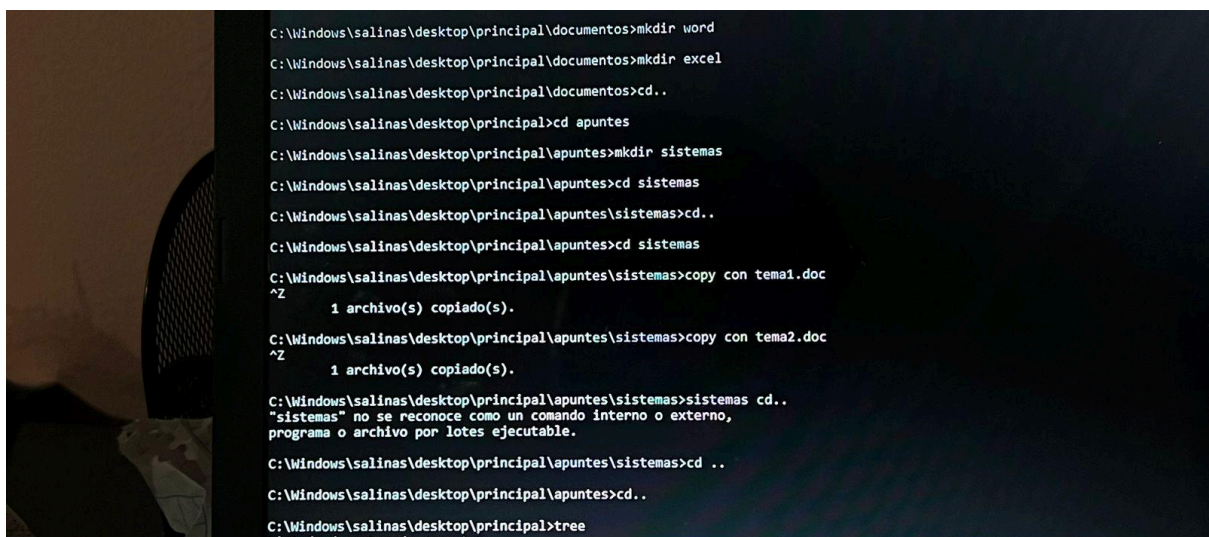 C:\Windows\salinas\desktop\principal\documentos>mkdir word
C:\Windows\salinas\desktop\principal\documentos>mkdir excel
C:\Windows\salinas\desktop\principal\documentos>cd..
C:\Windows\salinas\desktop\principal>cd apuntes
C:\Windows\salinas\desktop\principal\apuntes>mkdir sistemas
C:\Windows\salinas\desktop\principal\apuntes>cd sistemas
C:\Windows\salinas\desktop\principal\apuntes\sistemas>cd..
C:\Windows\salinas\desktop\principal\apuntes>cd sistemas
C:\Windows\salinas\desktop\principal\apuntes\sistemas>copy con tema1.doc
^Z
1 archivo(s) copiado(s).
C:\Windows\salinas\desktop\principal\apuntes\sistemas>copy con tema2.doc
^Z
1 archivo(s) copiado(s).
C:\Windows\salinas\desktop\principal\apuntes\sistemas>sistemas cd..
"sistemas" no se reconoce como un comando interno o externo,
programa o archivo por lotes ejecutable.
C:\Windows\salinas\desktop\principal\apuntes\sistemas>cd ..
C:\Windows\salinas\desktop\principal\apuntes>cd..
C:\Windows\salinas\desktop\principal>tree